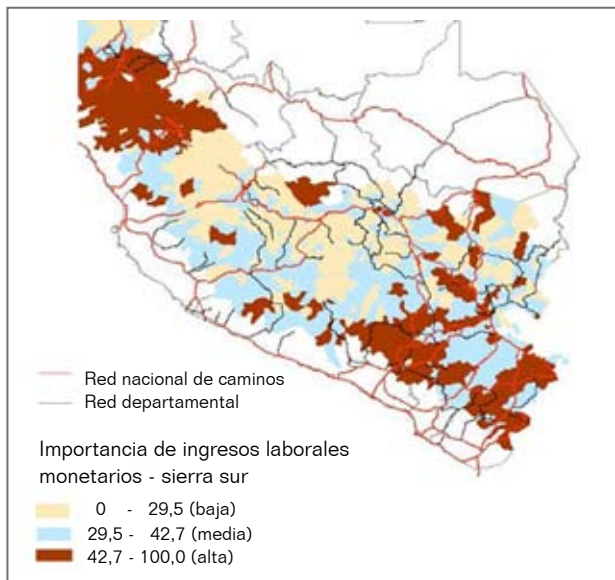 Red nacional de caminos
Red departamental
Importancia de ingresos laborales
monetarios - sierra sur
0 - 29,5 (baja)
29,5 - 42,7 (media)
42,7 - 100,0 (alta)